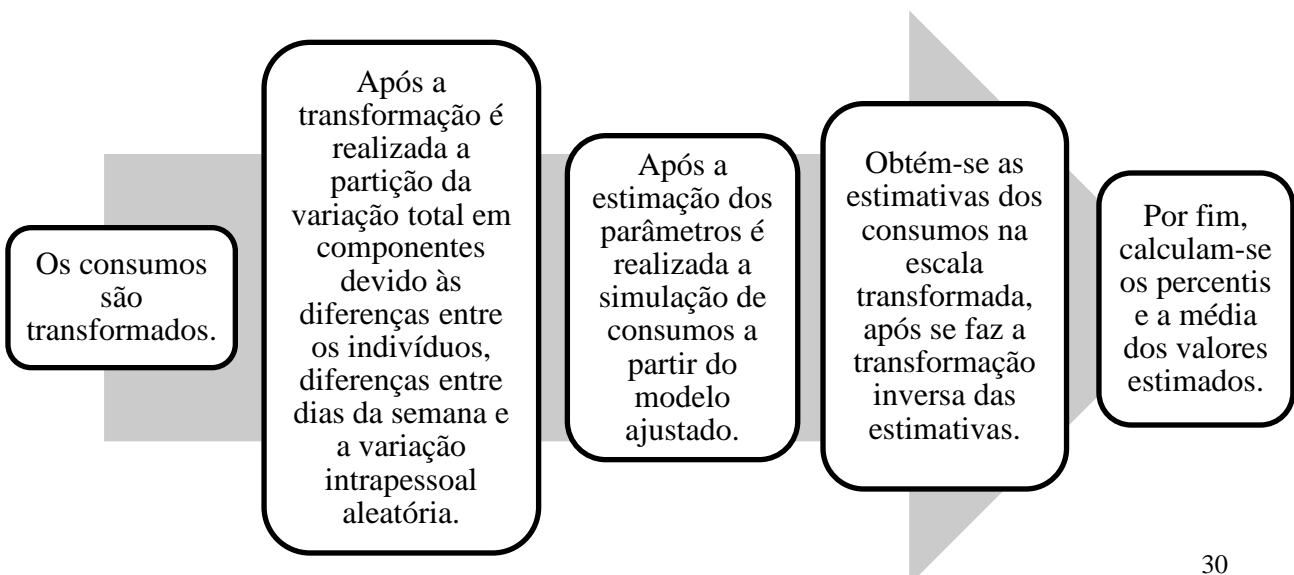 Os consumos
são
transformados.
Após a
transformação é
realizada a
partição da
variação total em
componentes
devido às
diferenças entre
os indivíduos,
diferenças entre
dias da semana e
a variação
intrapessoal
aleatória.
Após a
estimação dos
parâmetros é
realizada a
simulação de
consumos a
partir do
modelo
ajustado.
Obtém-se as
estimativas dos
consumos na
escala
transformada,
após se faz a
transformação
inversa das
estimativas.
Por fim,
calculam-se
os percentis
e a média
dos valores
estimados.
30